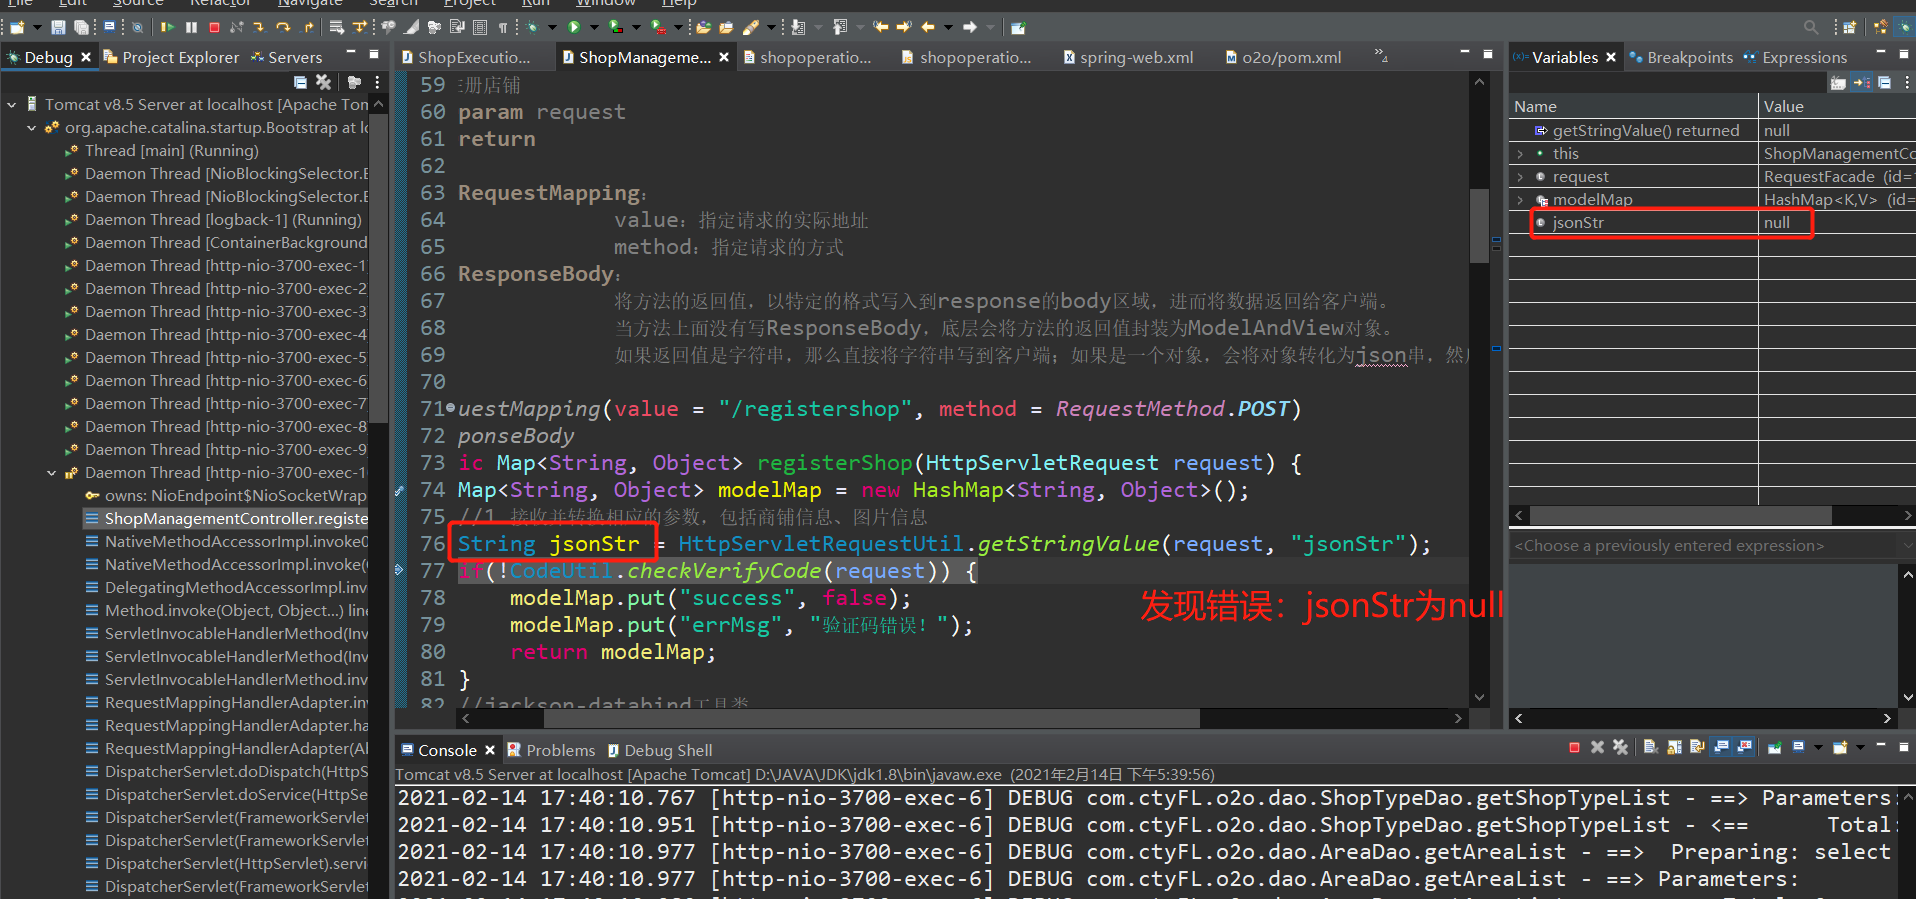 File Edit Source Refactor Navigate Search Project Run Window Help
Debug Project Explorer Servers
Tomcat v8.5 Server at localhost [Apache Tom
org.apache.catalina.startup.Bootstrap at lo
Thread [main] (Running)
Daemon Thread [NioBlockingSelector.B
Daemon Thread [NioBlockingSelector.B
Daemon Thread [logback-1] (Running)
Daemon Thread [ContainerBackground
Daemon Thread [http-nio-3700-exec-1
Daemon Thread [http-nio-3700-exec-2
Daemon Thread [http-nio-3700-exec-3
Daemon Thread [http-nio-3700-exec-4
Daemon Thread [http-nio-3700-exec-5
Daemon Thread [http-nio-3700-exec-6
Daemon Thread [http-nio-3700-exec-7
Daemon Thread [http-nio-3700-exec-8
Daemon Thread [http-nio-3700-exec-9
Daemon Thread [http-nio-3700-exec-1
owns: NioEndpoint$NioSocketWrap
ShopManagementController.registe
NativeMethodAccessorImpl.invoke0
NativeMethodAccessorImpl.invoke(
DelegatingMethodAccessorImpl.inv
Method.invoke(Object, Object...) line
ServletInvocableHandlerMethod(Inv
ServletInvocableHandlerMethod(Inv
ServletInvocableHandlerMethod.inv
RequestMappingHandlerAdapter.inv
RequestMappingHandlerAdapter.ha
RequestMappingHandlerAdapter(Ab
DispatcherServlet.doDispatch(HttpS
DispatcherServlet.doService(HttpSe
DispatcherServlet(FrameworkServlet
DispatcherServlet(FrameworkServlet
DispatcherServlet(HttpServlet).servi
DispatcherServlet(FrameworkServlet
ShopExecutio... ShopManageme... shopoperatio... shopoperatio... spring-web.xml o2o/pom.xml
59 册店铺
60 param request
61 return
62
63 RequestMapping：
64 value：指定请求的实际地址
65 method：指定请求的方式
66 ResponseBody：
67 将方法的返回值，以特定的格式写入到response的body区域，进而将数据返回给客户端。
68 当方法上面没有写ResponseBody，底层会将方法的返回值封装为ModelAndView对象。
69 如果返回值是字符串，那么直接将字符串写到客户端；如果是一个对象，会将对象转化为json串，然后
70
71 uestMapping(value = "/registershop", method = RequestMethod.POST)
72 ponseBody
73 ic Map<String, Object> registerShop(HttpServletRequest request) {
74 Map<String, Object> modelMap = new HashMap<String, Object>();
75 //1 接收并转换相应的参数，包括商铺信息、图片信息
76 String jsonStr = HttpServletRequestUtil.getStringValue(request, "jsonStr");
77 if(!CodeUtil.checkVerifyCode(request)) {
78 modelMap.put("success", false);
79 modelMap.put("errMsg", "验证码错误！");
80 return modelMap;
81 }
82 //jackson-databind工具类
发现错误：jsonStr为null
Variables Breakpoints Expressions
Name Value
getStringValue() returned null
this ShopManagementCo
request RequestFacade (id=
modelMap HashMap<K,V> (id=
jsonStr null
<Choose a previously entered expression>
Console Problems Debug Shell
Tomcat v8.5 Server at localhost [Apache Tomcat] D:\JAVA\JDK\jdk1.8\bin\javaw.exe (2021年2月14日 下午5:39:56)
2021-02-14 17:40:10.767 [http-nio-3700-exec-6] DEBUG com.ctyFL.o2o.dao.ShopTypeDao.getShopTypeList - ==> Parameters:
2021-02-14 17:40:10.951 [http-nio-3700-exec-6] DEBUG com.ctyFL.o2o.dao.ShopTypeDao.getShopTypeList - <== Total:
2021-02-14 17:40:10.977 [http-nio-3700-exec-6] DEBUG com.ctyFL.o2o.dao.AreaDao.getAreaList - ==> Preparing: select
2021-02-14 17:40:10.977 [http-nio-3700-exec-6] DEBUG com.ctyFL.o2o.dao.AreaDao.getAreaList - ==> Parameters: